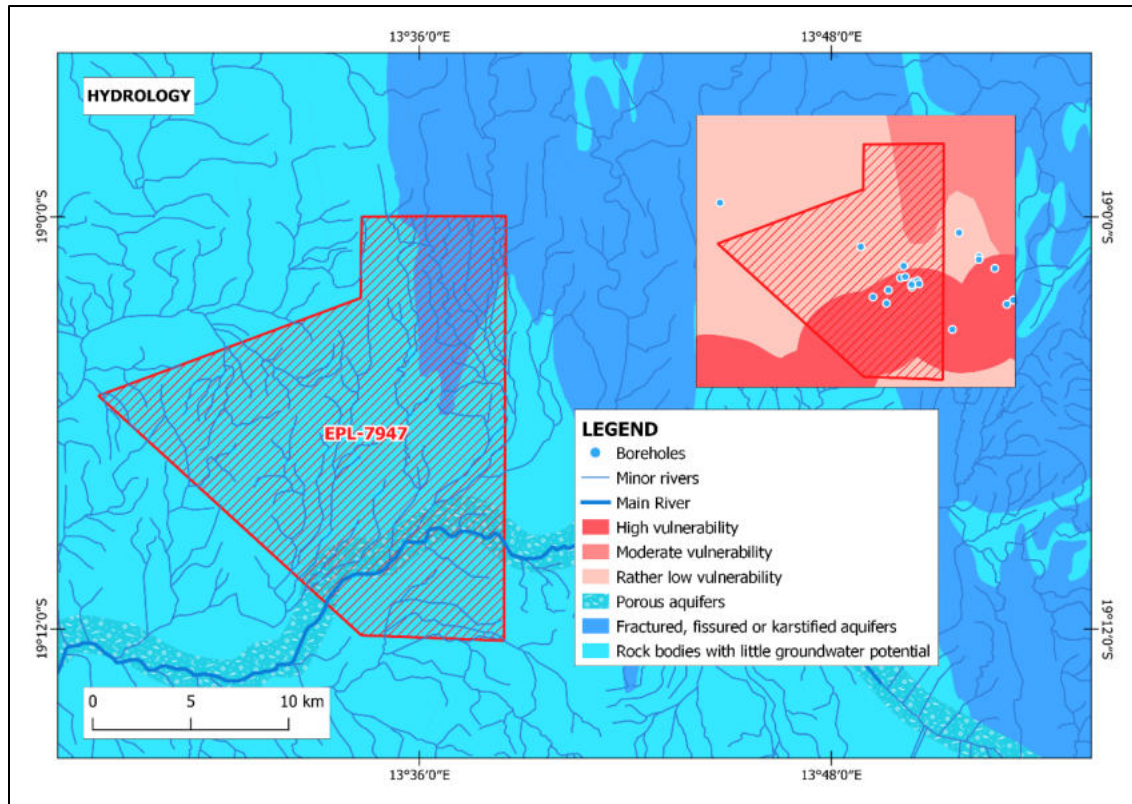 13°36'0"E
13°48'0"E
HYDROLOGY
19°0'0"S
19°0'0"S
EPL-7947
LEGEND
Boreholes
Minor rivers
Main River
High vulnerability
Moderate vulnerability
Rather low vulnerability
Porous aquifers
Fractured, fissured or karstified aquifers
Rock bodies with little groundwater potential
19°12'0"S
19°12'0"S
0 5 10 km
13°36'0"E
13°48'0"E